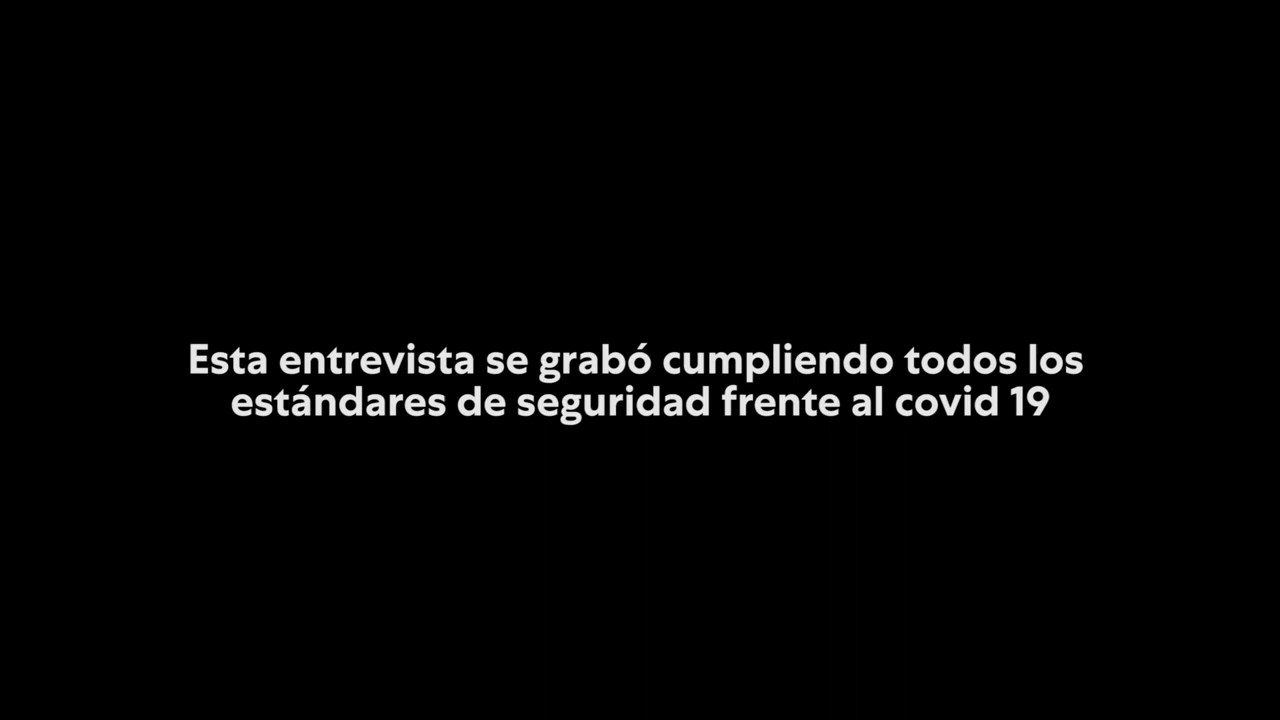 Esta entrevista se grabó cumpliendo todos los
estándares de seguridad frente al covid 19